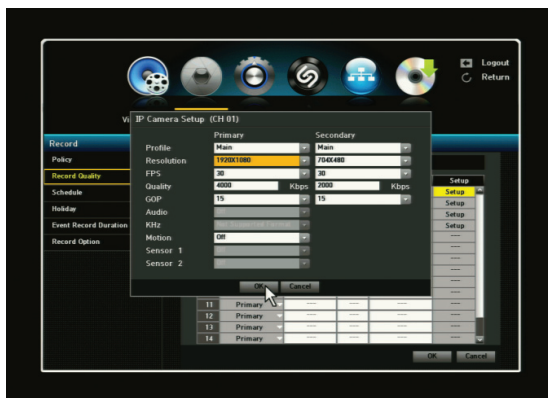 Logout
Return
Vi
IP Camera Setup (CH 01)
Primary Secondary
Record
Profile Main Main
Policy
Resolution 1920X1080 704X480
FPS 30 30
Record Quality
Quality 4000 Kbps 2000 Kbps
Setup
Schedule
GOP 15 15
Setup
Audio
Setup
Holiday
KHz
Setup
Event Record Duration
Motion Off
Setup
Record Option
Sensor 1
Sensor 2
OK Cancel
11 Primary ---- ---- ---- ----
12 Primary ---- ---- ---- ----
13 Primary ---- ---- ---- ----
14 Primary ---- ---- ---- ----
OK Cancel